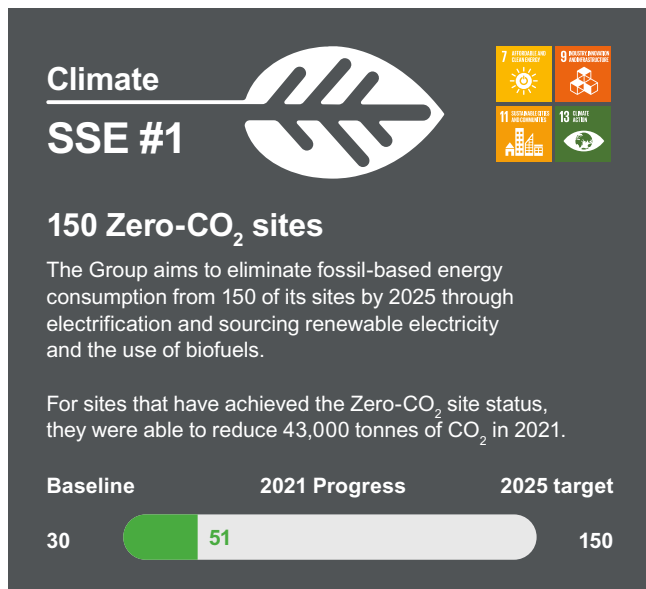 Climate
SSE #1
7 AFFORDABLE AND
CLEAN ENERGY
9 INDUSTRY, INNOVATION
AND INFRASTRUCTURE
11 SUSTAINABLE CITIES
AND COMMUNITIES
13 CLIMATE
ACTION
150 Zero-CO₂ sites
The Group aims to eliminate fossil-based energy
consumption from 150 of its sites by 2025 through
electrification and sourcing renewable electricity
and the use of biofuels.
For sites that have achieved the Zero-CO₂ site status,
they were able to reduce 43,000 tonnes of CO₂ in 2021.
Baseline 2021 Progress 2025 target
30 51 150